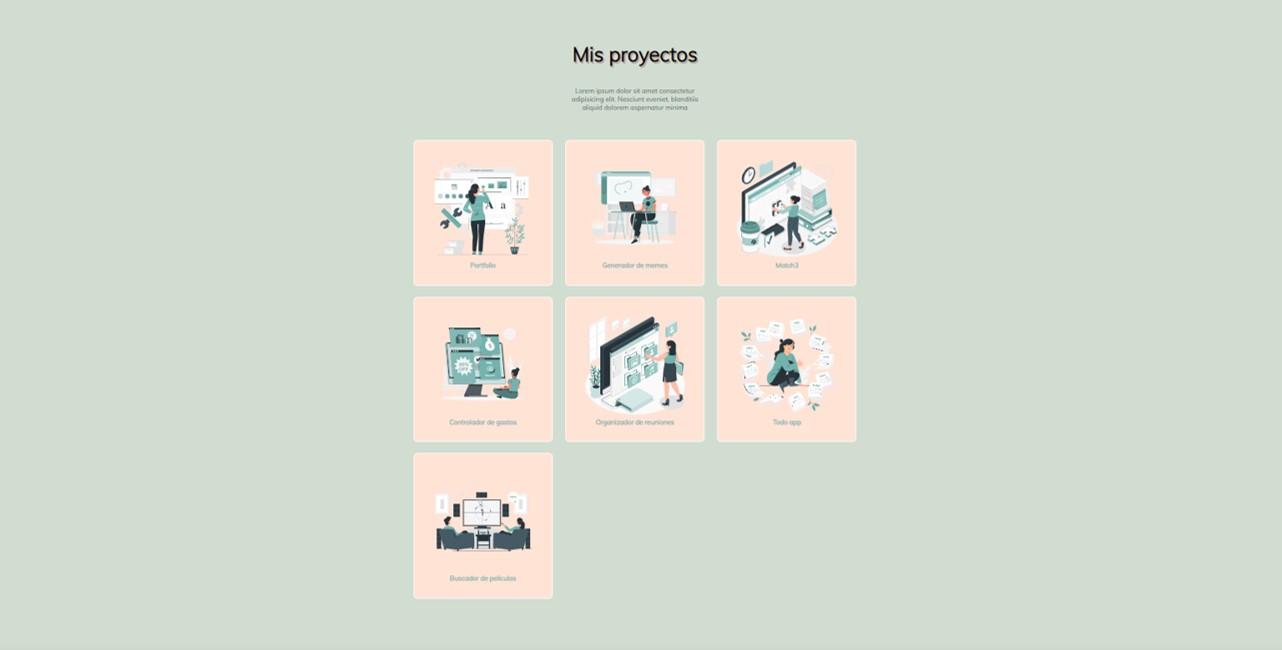 Mis proyectos
Lorem ipsum dolor sit amet consectetur
adipisicing elit. Nesciunt eveniet, blanditiis
aliquid dolorem aspernatur minima
Portfolio
Generador de memes
Match3
Controlador de gastos
Organizador de reuniones
Todo app
Buscador de películas